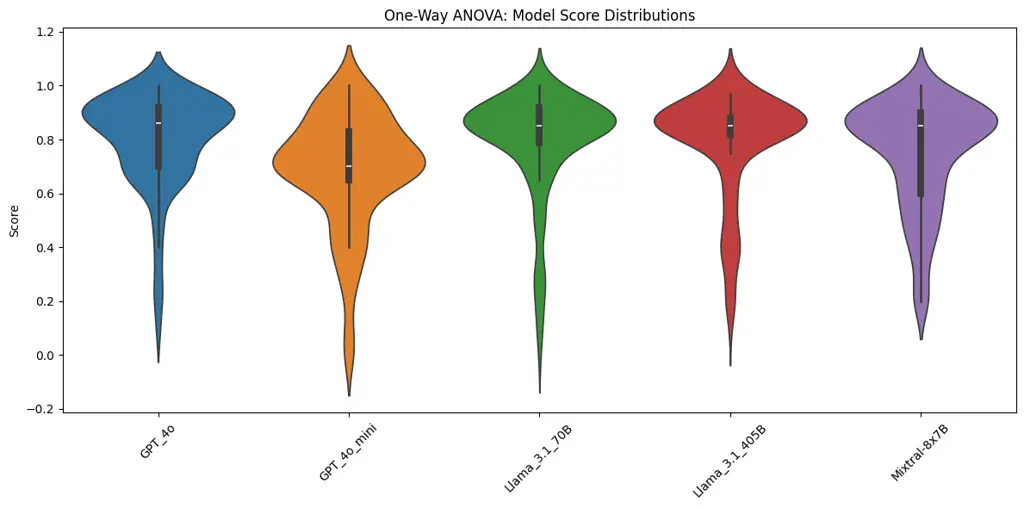 One-Way ANOVA: Model Score Distributions
1.2
1.0
0.8
0.6
0.4
0.2
0.0
−0.2
Score
GPT_4o
GPT_4o_mini
Llama_3.1_70B
Llama_3.1_405B
Mixtral-8x7B